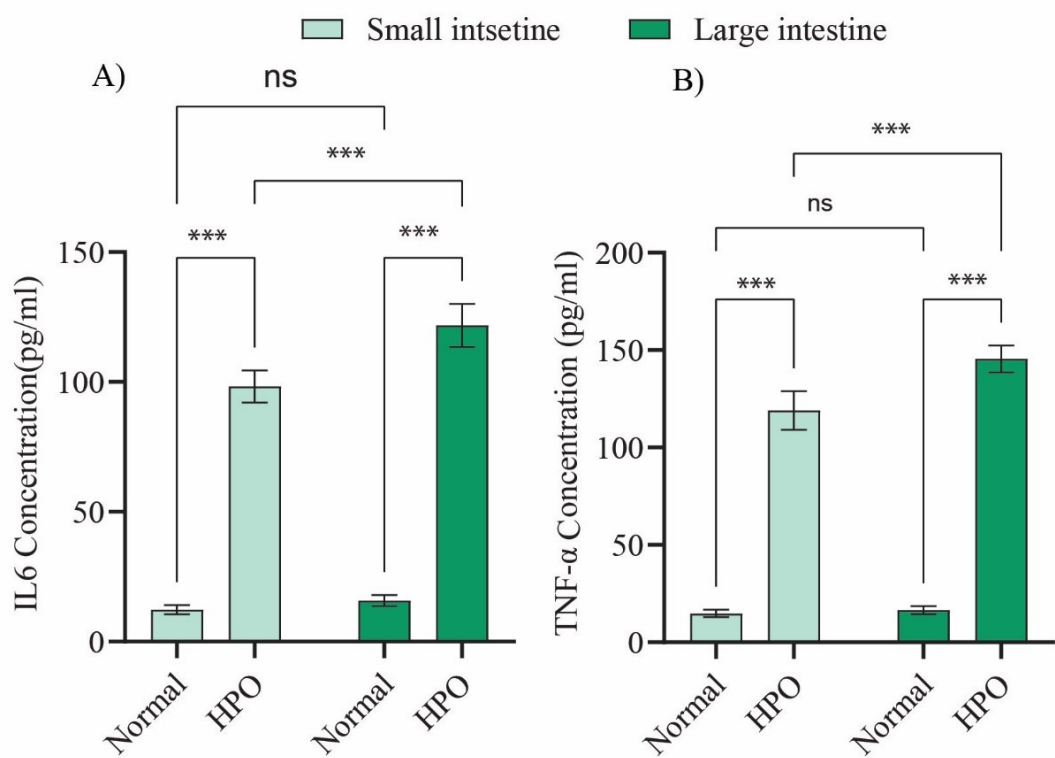 Small intsetine Large intestine
A)
ns
***
***
***
IL6 Concentration(pg/ml)
150
100
50
0
Normal
HPO
Normal
HPO
B)
***
ns
***
***
TNF-α Concentration (pg/ml)
200
150
100
50
0
Normal
HPO
Normal
HPO